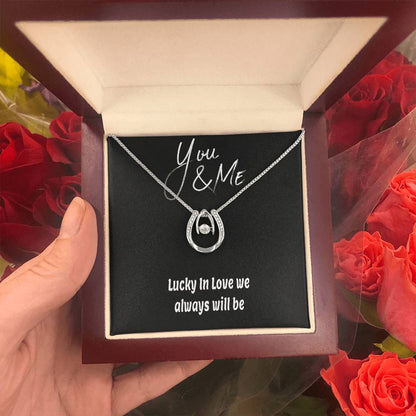 You
& Me
Lucky In Love we
always will be